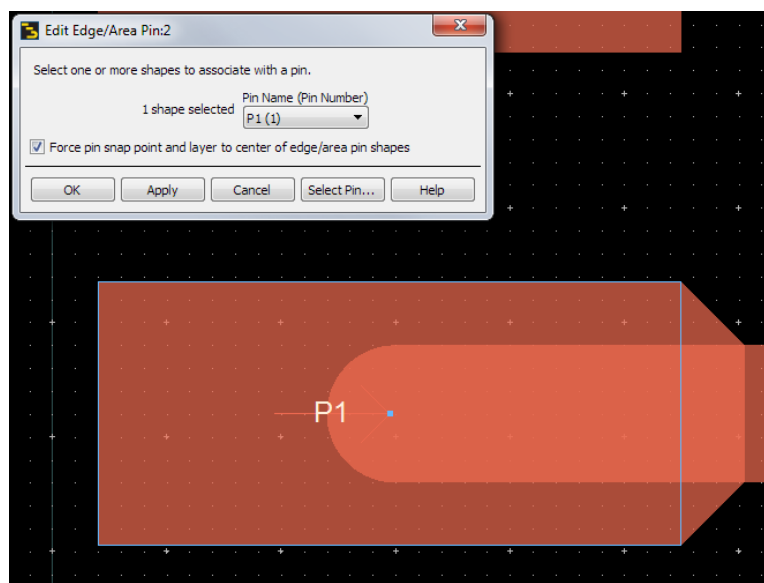 Edit Edge/Area Pin:2
Select one or more shapes to associate with a pin.
Pin Name (Pin Number)
1 shape selected P1 (1)
Force pin snap point and layer to center of edge/area pin shapes
OK Apply Cancel Select Pin... Help
P1